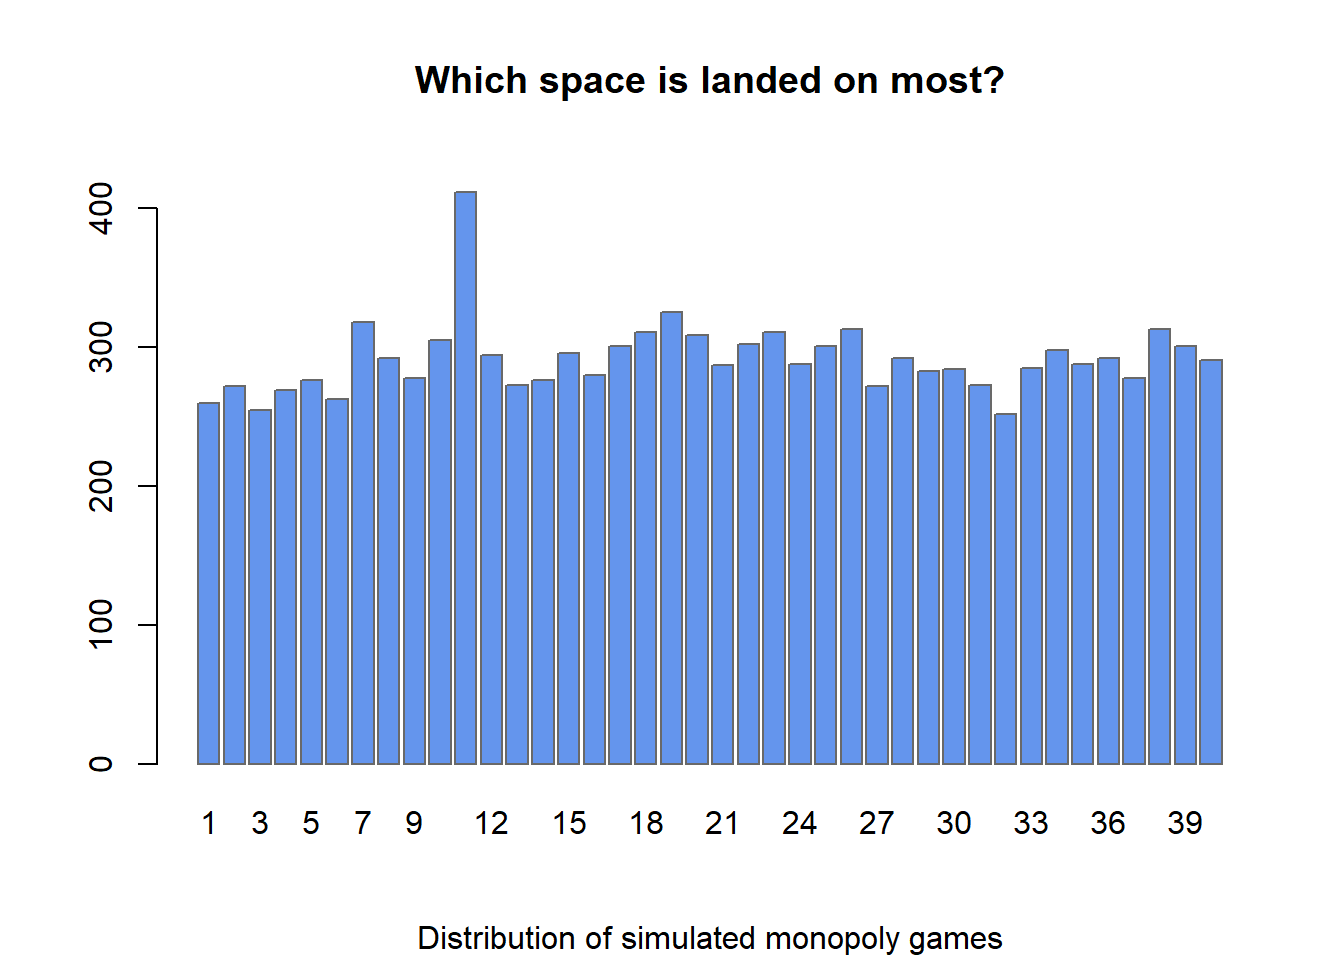 Which space is landed on most?
400
300
200
100
0
1 3 5 7 9 12 15 18 21 24 27 30 33 36 39
Distribution of simulated monopoly games